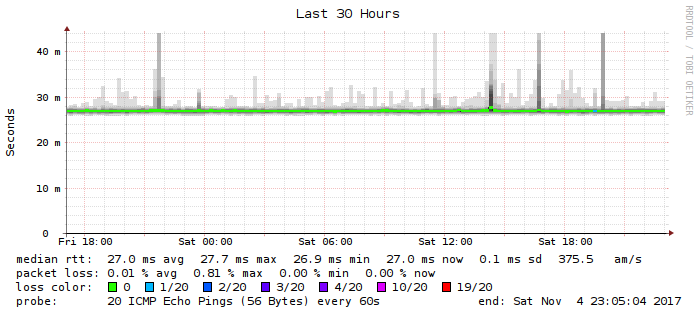 Last 30 Hours
RRDTOOL / TOBI OETIKER
Seconds
40 m
30 m
20 m
10 m
0
Fri 18:00 Sat 00:00 Sat 06:00 Sat 12:00 Sat 18:00
median rtt: 27.0 ms avg 27.7 ms max 26.9 ms min 27.0 ms now 0.1 ms sd 375.5 am/s
packet loss: 0.01 % avg 0.81 % max 0.00 % min 0.00 % now
loss color: 0 1/20 2/20 3/20 4/20 10/20 19/20
probe: 20 ICMP Echo Pings (56 Bytes) every 60s end: Sat Nov 4 23:05:04 2017